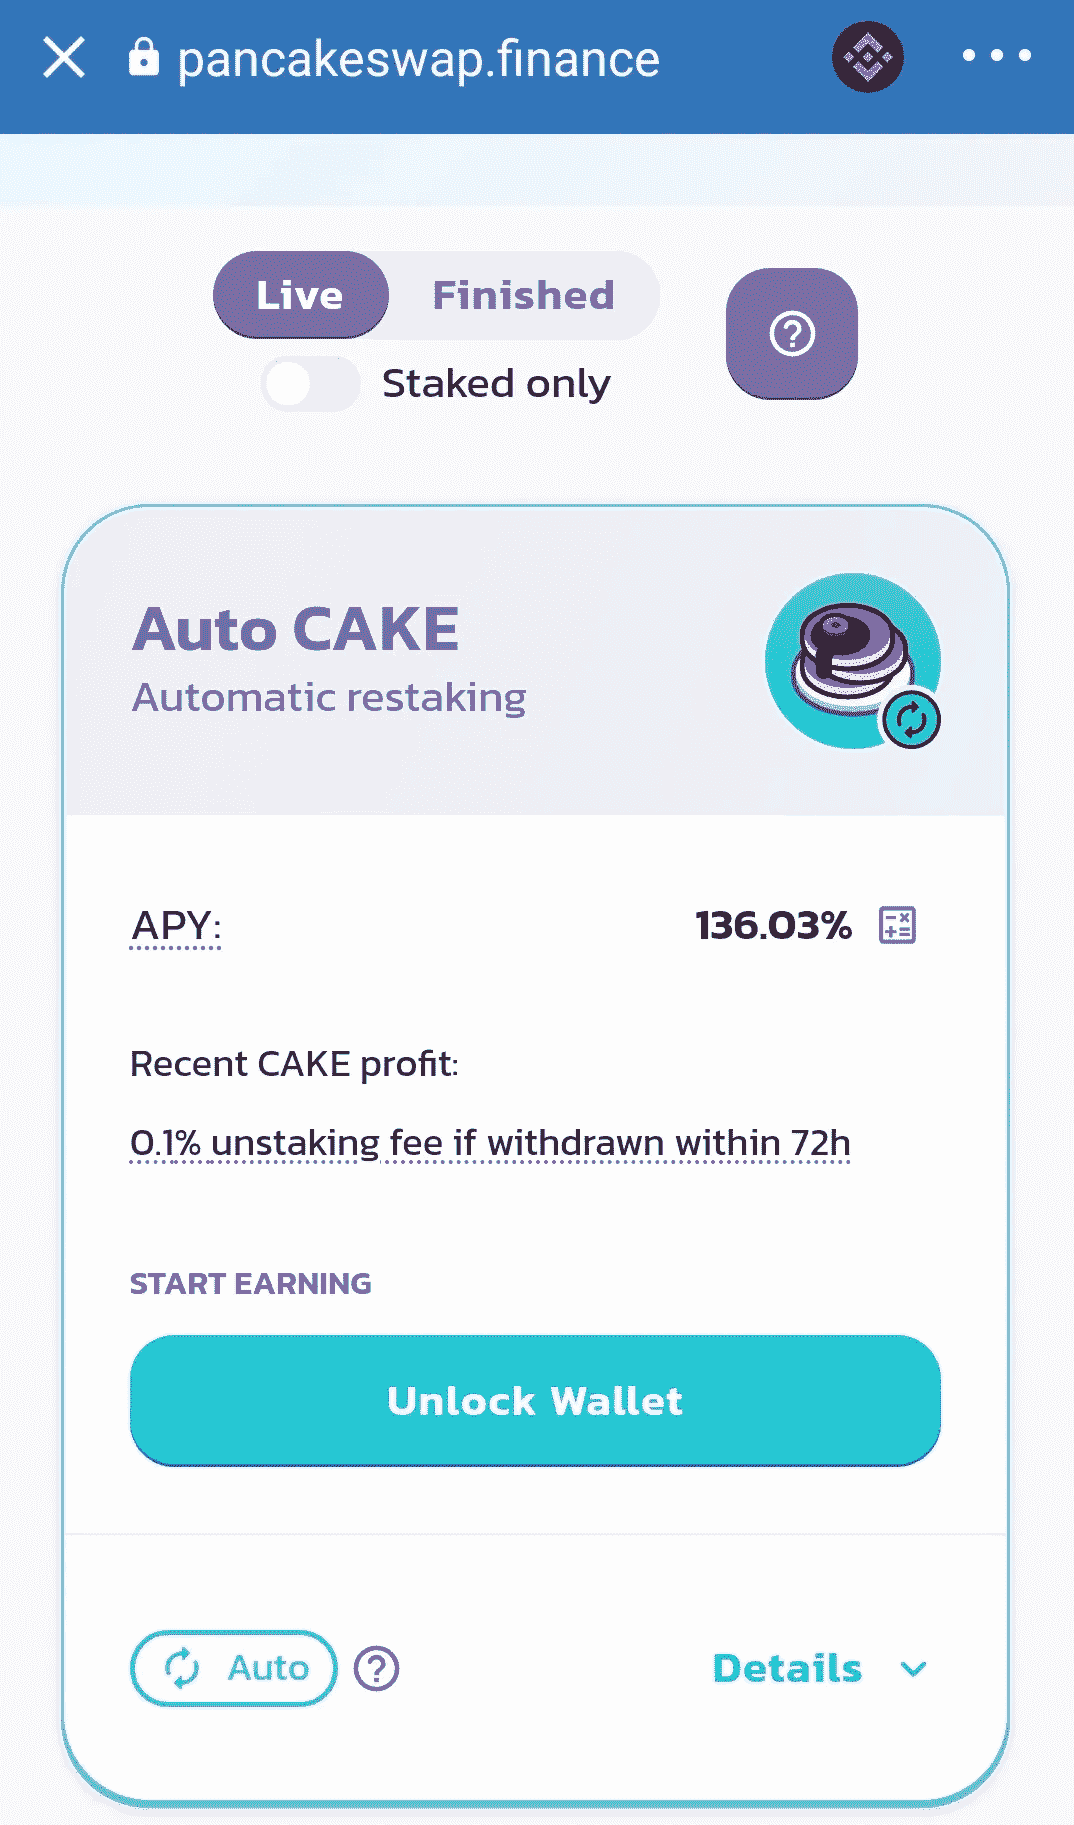 pancakeswap.finance
Live Finished
Staked only
Auto CAKE
Automatic restaking
APY: 136.03%
Recent CAKE profit:
0.1% unstaking fee if withdrawn within 72h
START EARNING
Unlock Wallet
Auto Details